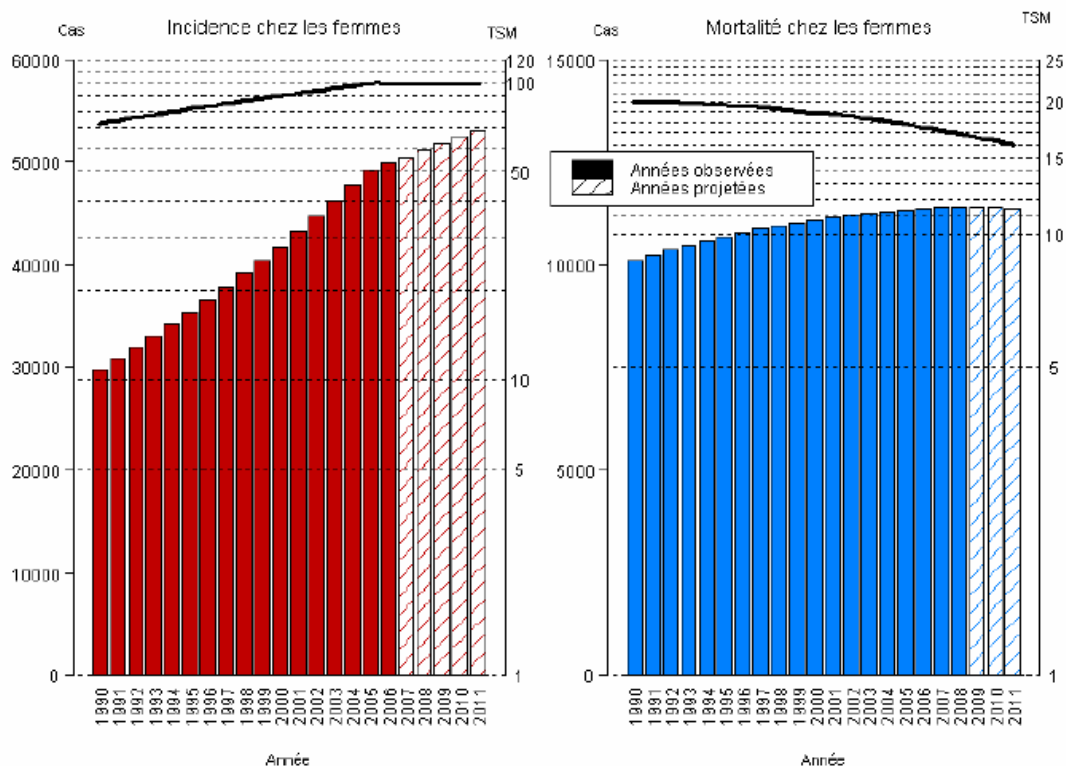 Incidence chez les femmes
Cas
TSM
60000
50000
40000
30000
20000
10000
0
120
100
50
10
5
1
1990 1991 1992 1993 1994 1995 1996 1997 1998 1999 2000 2001 2002 2003 2004 2005 2006 2007 2008 2009 2010 2011
Année
Mortalité chez les femmes
Cas
TSM
15000
10000
5000
0
25
20
15
10
5
1
Années observées
Années projetées
1990 1991 1992 1993 1994 1995 1996 1997 1998 1999 2000 2001 2002 2003 2004 2005 2006 2007 2008 2009 2010 2011
Année